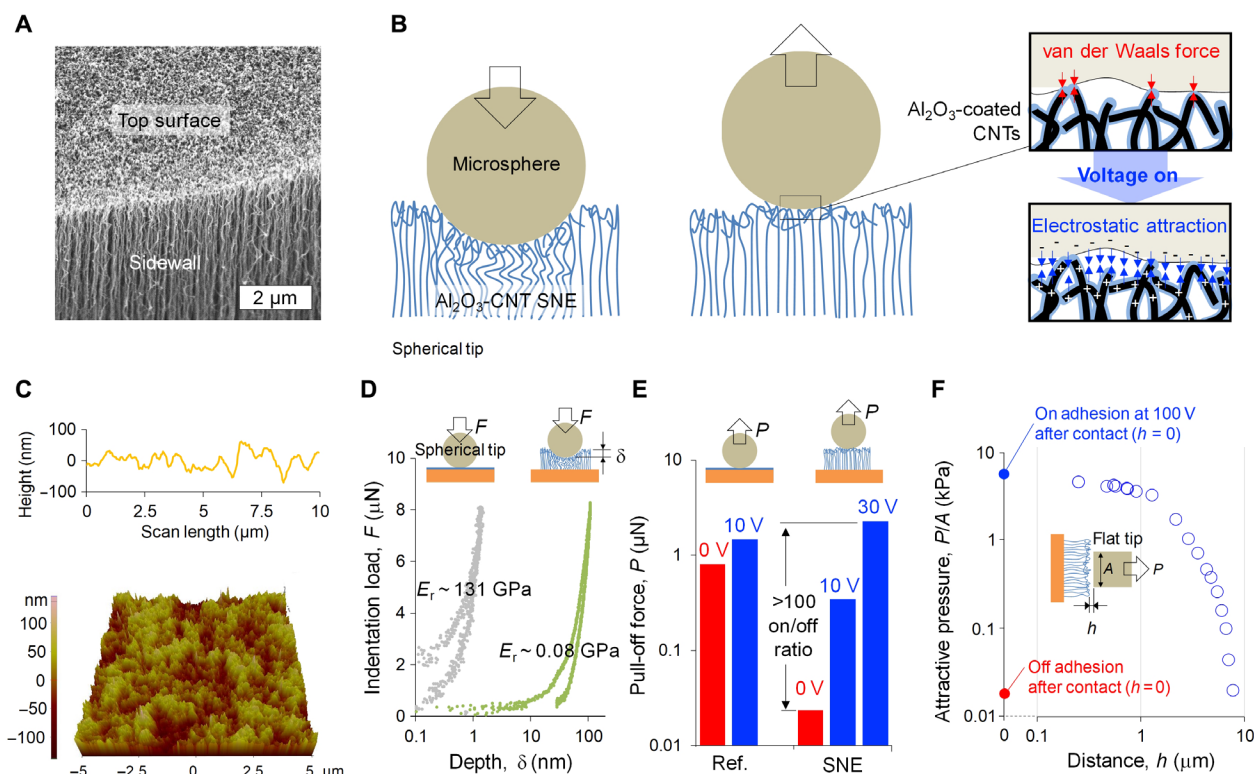 A
Top surface
Sidewall
2 μm
B
Microsphere
Al2O3-CNT SNE
Spherical tip
Al2O3-coated
CNTs
van der Waals force
Voltage on
Electrostatic attraction
C
Height (nm)
100
0
−100
0
2.5
5
7.5
10
Scan length (μm)
nm
100
50
0
−50
−100
−5
−2.5
0
2.5
5
μm
D
F
F
Spherical tip
δ
Indentation load, F (μN)
10
8
6
4
2
0
Er ~ 131 GPa
Er ~ 0.08 GPa
0.1
1
10
100
Depth, δ (nm)
E
P
P
Pull-off force, P (μN)
10
1
0.1
0.01
0 V
10 V
>100
on/off
ratio
0 V
10 V
30 V
Ref.
SNE
F
On adhesion at 100 V
after contact (h = 0)
Attractive pressure, P/A (kPa)
10
1
0.1
0.01
Flat tip
A
P
h
Off adhesion
after contact (h = 0)
0
0.1
1
10
Distance, h (μm)